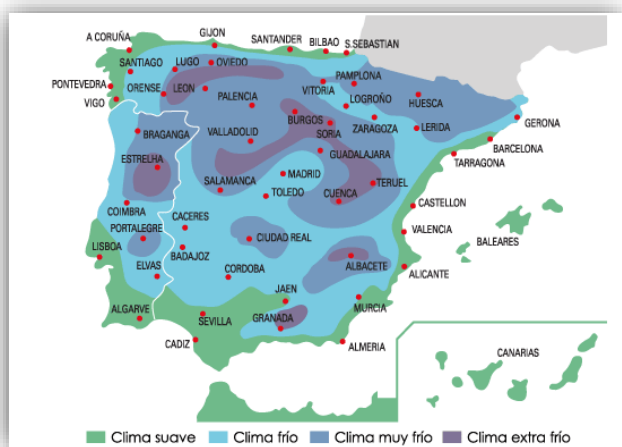 GIJON
A CORUÑA
SANTANDER
BILBAO
S.SEBASTIAN
SANTIAGO
LUGO
OVIEDO
PAMPLONA
PONTEVEDRA
ORENSE
LEON
VITORIA
HUESCA
VIGO
PALENCIA
LOGROÑO
GERONA
BURGOS
ZARAGOZA
LERIDA
BRAGANGA
VALLADOLID
SORIA
BARCELONA
ESTRELHA
GUADALAJARA
TARRAGONA
MADRID
SALAMANCA
TERUEL
TOLEDO
CUENCA
CASTELLON
COIMBRA
CACERES
PORTALEGRE
VALENCIA
CIUDAD REAL
BALEARES
LISBOA
BADAJOZ
ALBACETE
ELVAS
CORDOBA
ALICANTE
JAEN
ALGARVE
MURCIA
SEVILLA
GRANADA
CADIZ
ALMERIA
CANARIAS
Clima suave Clima frío Clima muy frío Clima extra frío